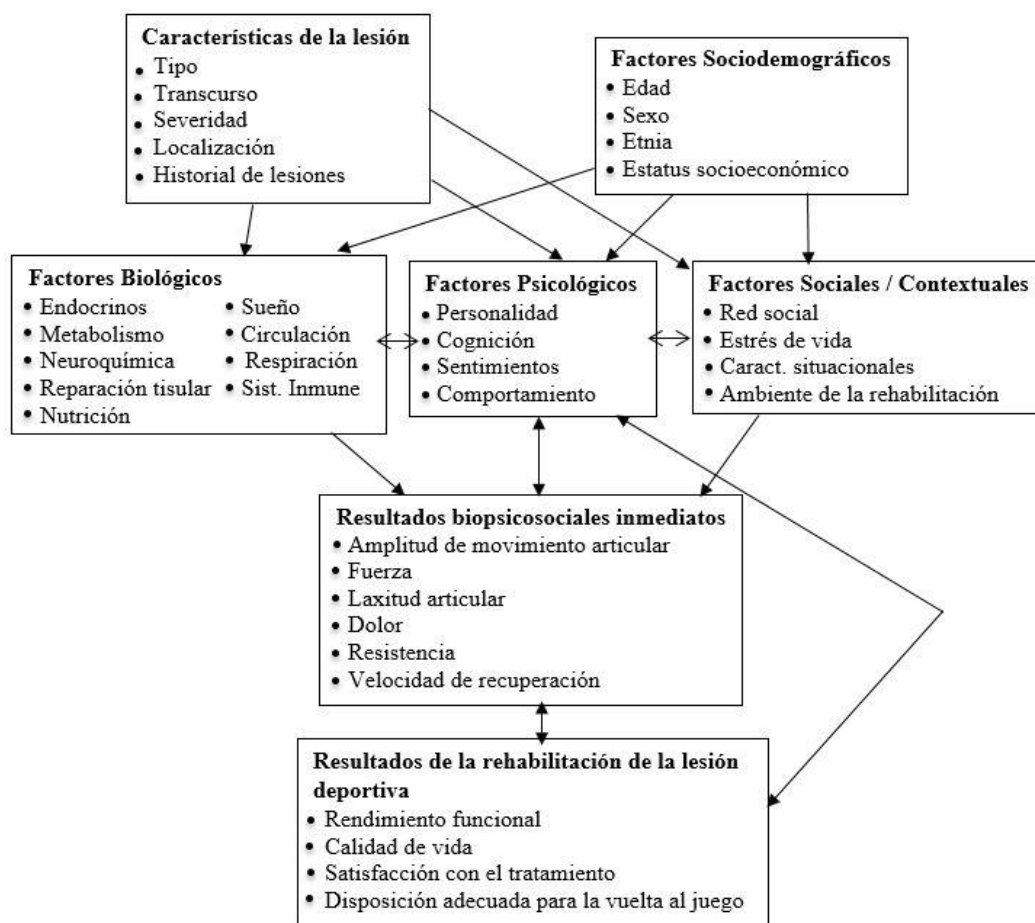 Características de la lesión
• Tipo
• Transcurso
• Severidad
• Localización
• Historial de lesiones
Factores Sociodemográficos
• Edad
• Sexo
• Etnia
• Estatus socioeconómico
Factores Biológicos
• Endocrinos
• Metabolismo
• Neuroquímica
• Reparación tisular
• Nutrición
• Sueño
• Circulación
• Respiración
• Sist. Inmune
Factores Psicológicos
• Personalidad
• Cognición
• Sentimientos
• Comportamiento
Factores Sociales / Contextuales
• Red social
• Estrés de vida
• Caract. situacionales
• Ambiente de la rehabilitación
Resultados biopsicosociales inmediatos
• Amplitud de movimiento articular
• Fuerza
• Laxitud articular
• Dolor
• Resistencia
• Velocidad de recuperación
Resultados de la rehabilitación de la lesión
deportiva
• Rendimiento funcional
• Calidad de vida
• Satisfacción con el tratamiento
• Disposición adecuada para la vuelta al juego